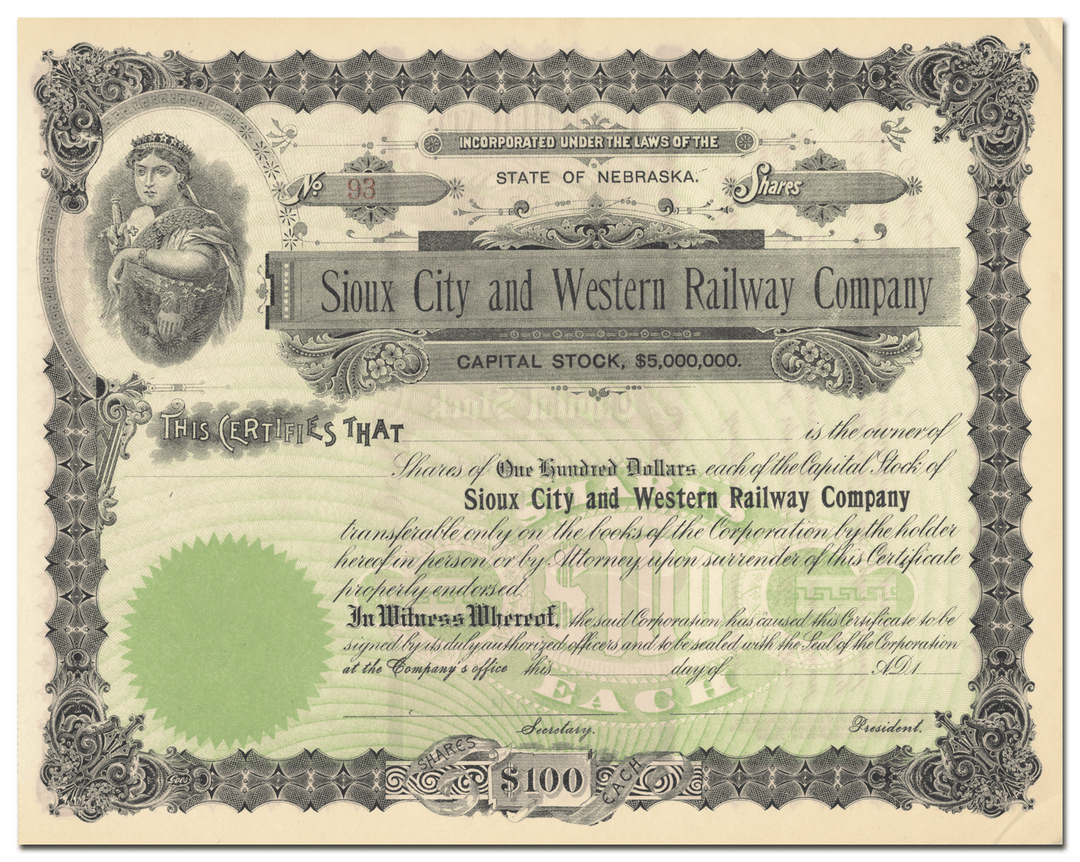 INCORPORATED UNDER THE LAWS OF THE
STATE OF NEBRASKA.
No. 93
Shares
Sioux City and Western Railway Company
CAPITAL STOCK, $5,000,000.
THIS CERTIFIES THAT is the owner of
Shares of One Hundred Dollars each of the Capital Stock of
Sioux City and Western Railway Company
transferable only on the books of the Corporation by the holder
hereof in person or by Attorney upon surrender of this Certificate
properly endorsed.
In Witness Whereof, the said Corporation has caused this Certificate to be
signed by its duly authorized officers and to be sealed with the Seal of the Corporation
at the Company's office this day of A.D.1
SHARES
$100
EACH
Secretary. President.
SHARES $100 EACH
Goes